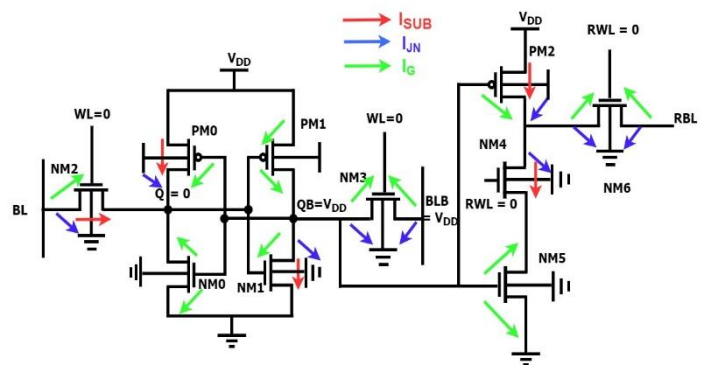 I_SUB
I_JN
I_G
V_DD
V_DD
PM2
RWL = 0
WL=0
PM0
PM1
WL=0
NM2
NM4
RBL
Q = 0
NM3
BL
QB=V_DD
BLB
= V_DD
RWL = 0
NM6
NM0
NM1
NM5